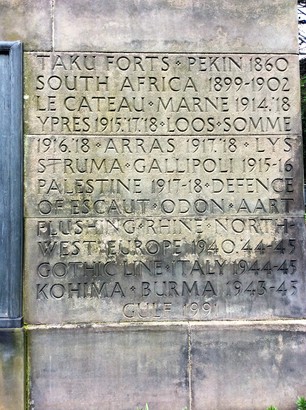 TAKU FORTS · PEKIN 1860
SOUTH AFRICA 1899-1902
LE CATEAU · MARNE 1914.'18
YPRES 1915.'17.'18 · LOOS · SOMME
1916.'18 · ARRAS 1917.'18 · LYS
STRUMA · GALLIPOLI 1915-16
PALESTINE 1917-18 · DEFENCE
OF ESCAUT · ODON · AART
FLUSHING · RHINE · NORTH-
WEST EUROPE 1940.'44-45
GOTHIC LINE · ITALY 1944-45
KOHIMA · BURMA 1943-45
GULF 1991